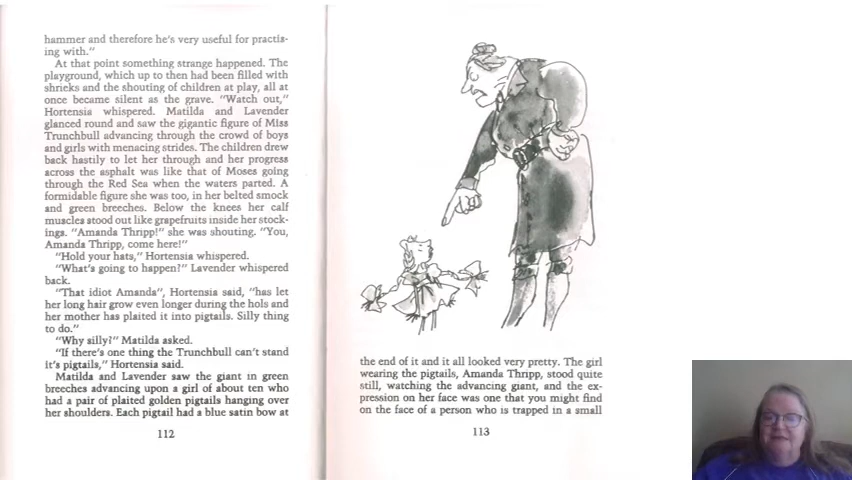 hammer and therefore he's very useful for practis-
ing with."
At that point something strange happened. The
playground, which up to then had been filled with
shrieks and the shouting of children at play, all at
once became silent as the grave. "Watch out,"
Hortensia whispered. Matilda and Lavender
glanced round and saw the gigantic figure of Miss
Trunchbull advancing through the crowd of boys
and girls with menacing strides. The children drew
back hastily to let her through and her progress
across the asphalt was like that of Moses going
through the Red Sea when the waters parted. A
formidable figure she was too, in her belted smock
and green breeches. Below the knees her calf
muscles stood out like grapefruits inside her stock-
ings. "Amanda Thripp!" she was shouting. "You,
Amanda Thripp, come here!"
"Hold your hats," Hortensia whispered.
"What's going to happen?" Lavender whispered
back.
"That idiot Amanda", Hortensia said, "has let
her long hair grow even longer during the hols and
her mother has plaited it into pigtails. Silly thing
to do."
"Why silly?" Matilda asked.
"If there's one thing the Trunchbull can't stand
it's pigtails," Hortensia said.
Matilda and Lavender saw the giant in green
breeches advancing upon a girl of about ten who
had a pair of plaited golden pigtails hanging over
her shoulders. Each pigtail had a blue satin bow at
112
the end of it and it all looked very pretty. The girl
wearing the pigtails, Amanda Thripp, stood quite
still, watching the advancing giant, and the ex-
pression on her face was one that you might find
on the face of a person who is trapped in a small
113